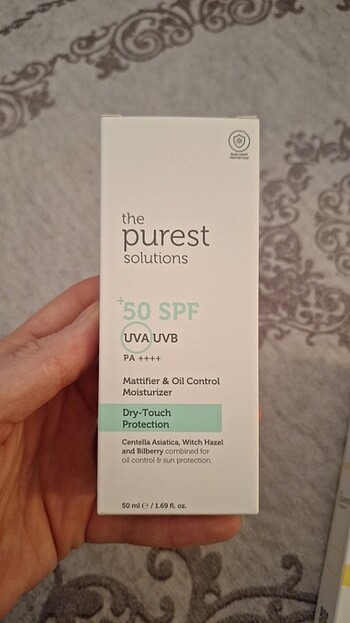 the
purest
solutions
+50 SPF
UVA UVB
PA ++++
Mattifier & Oil Control
Moisturizer
Dry-Touch
Protection
Centella Asiatica, Witch Hazel
and Bilberry combined for
oil control & sun protection.
50 ml ℮ / 1.69 fl. oz.